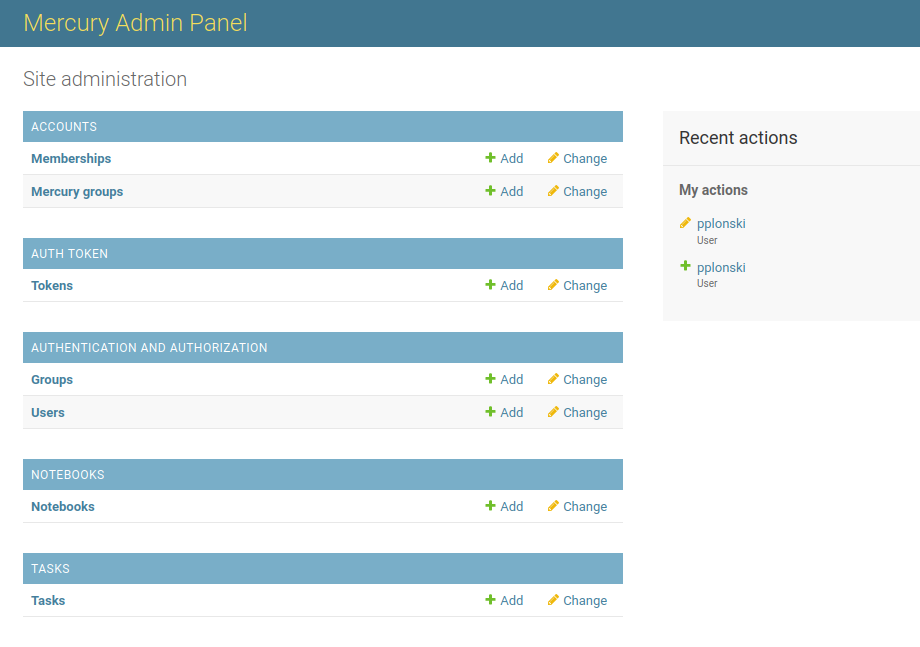 Mercury Admin Panel
Site administration
ACCOUNTS
Memberships Add Change
Mercury groups Add Change
AUTH TOKEN
Tokens Add Change
AUTHENTICATION AND AUTHORIZATION
Groups Add Change
Users Add Change
NOTEBOOKS
Notebooks Add Change
TASKS
Tasks Add Change
Recent actions
My actions
pplonski
User
pplonski
User